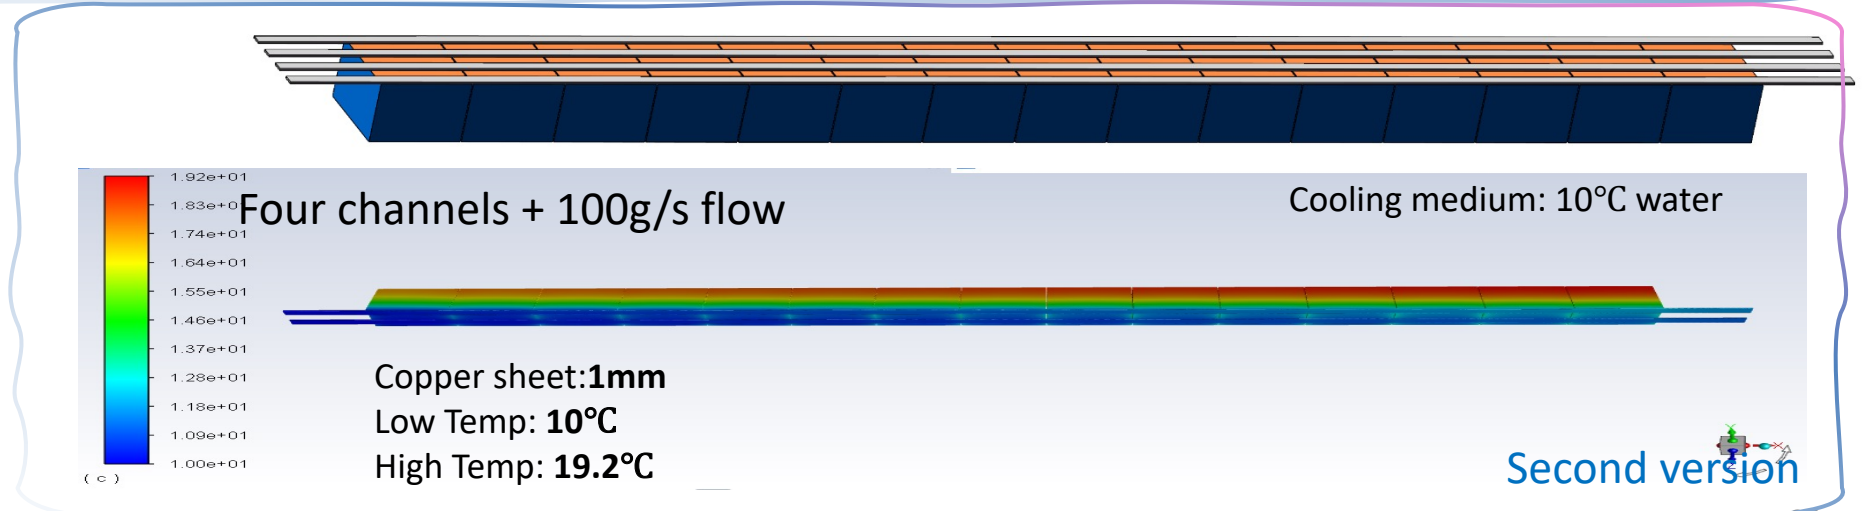 1.92e+01
1.83e+0
Four channels + 100g/s flow
Cooling medium: 10℃ water
1.74e+01
1.64e+01
1.55e+01
1.46e+01
1.37e+01
1.28e+01
1.18e+01
1.09e+01
1.00e+01
( c )
Copper sheet:1mm
Low Temp: 10℃
High Temp: 19.2℃
Second version